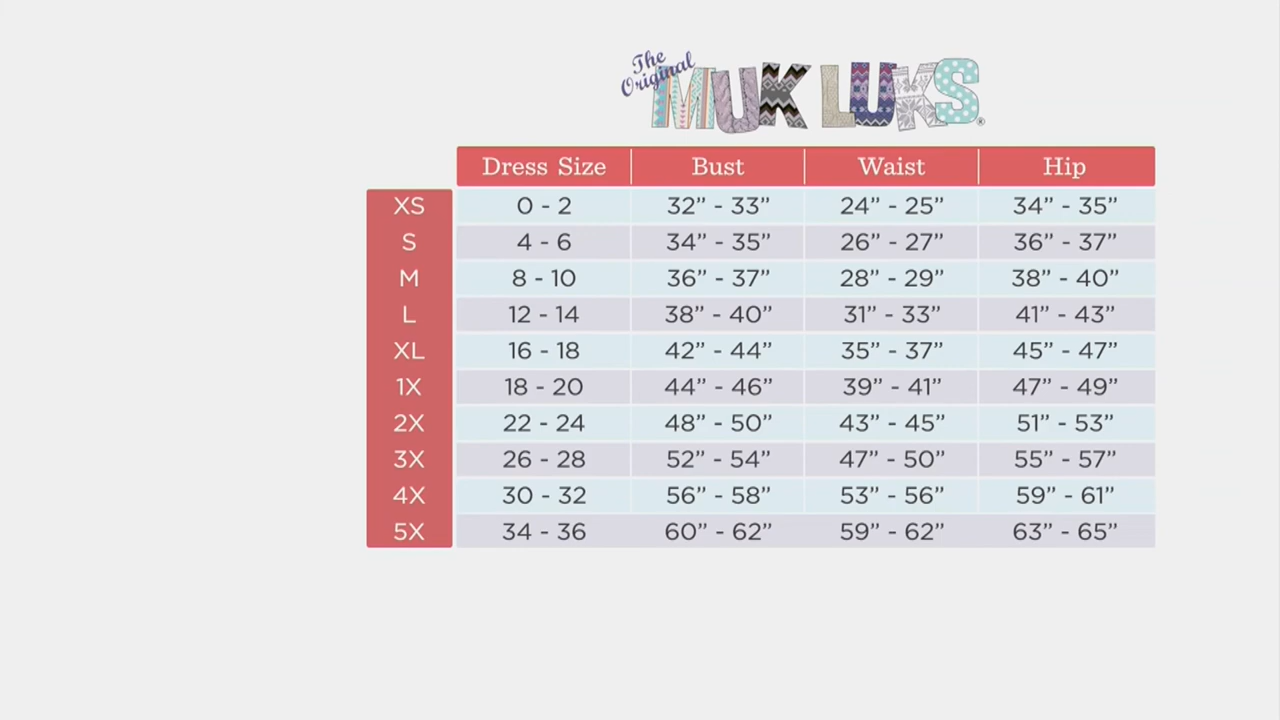 The
Original
MUK LUKS®
Dress Size Bust Waist Hip
XS 0 - 2 32” - 33” 24” - 25” 34” - 35”
S 4 - 6 34” - 35” 26” - 27” 36” - 37”
M 8 - 10 36” - 37” 28” - 29” 38” - 40”
L 12 - 14 38” - 40” 31” - 33” 41” - 43”
XL 16 - 18 42” - 44” 35” - 37” 45” - 47”
1X 18 - 20 44” - 46” 39” - 41” 47” - 49”
2X 22 - 24 48” - 50” 43” - 45” 51” - 53”
3X 26 - 28 52” - 54” 47” - 50” 55” - 57”
4X 30 - 32 56” - 58” 53” - 56” 59” - 61”
5X 34 - 36 60” - 62” 59” - 62” 63” - 65”